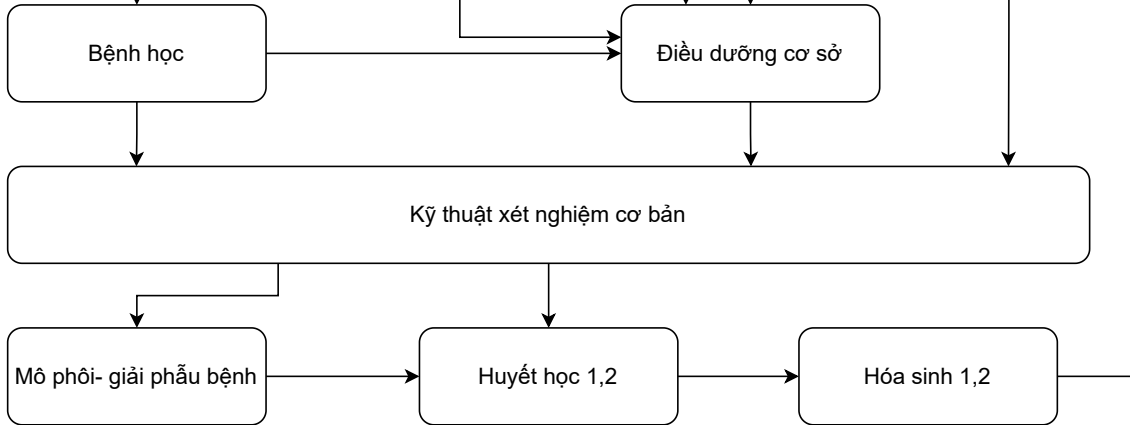 Bệnh học
Điều dưỡng cơ sở
Kỹ thuật xét nghiệm cơ bản
Mô phôi- giải phẫu bệnh
Huyết học 1,2
Hóa sinh 1,2